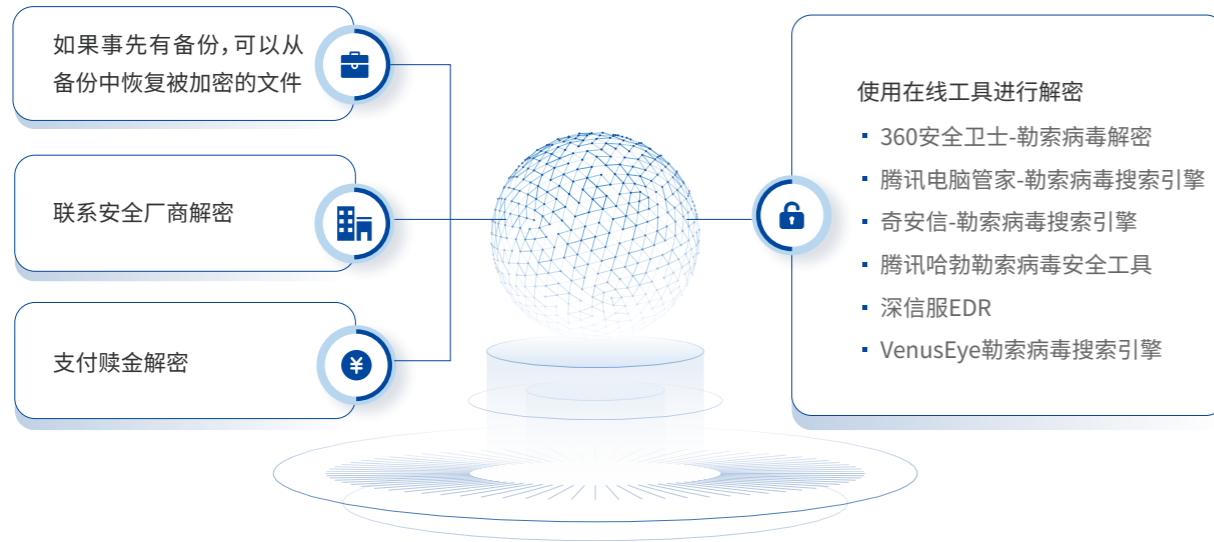 如果事先有备份，可以从
备份中恢复被加密的文件
联系安全厂商解密
支付赎金解密
使用在线工具进行解密
▪ 360安全卫士-勒索病毒解密
▪ 腾讯电脑管家-勒索病毒搜索引擎
▪ 奇安信-勒索病毒搜索引擎
▪ 腾讯哈勃勒索病毒安全工具
▪ 深信服EDR
▪ VenusEye勒索病毒搜索引擎